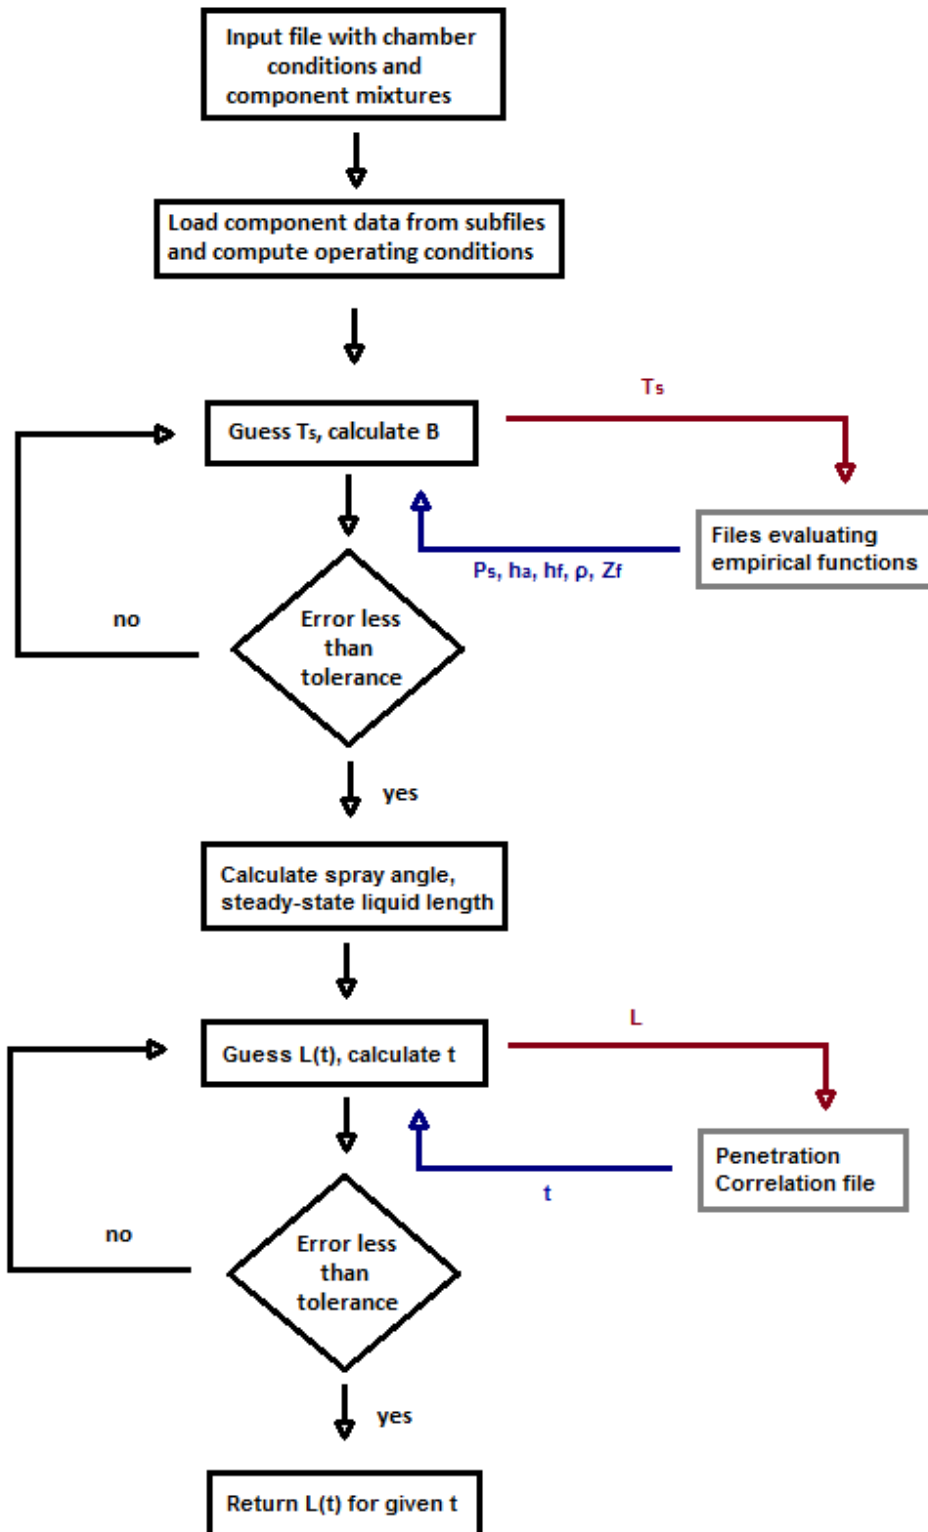 Input file with chamber
conditions and
component mixtures
Load component data from subfiles
and compute operating conditions
Ts
Guess Ts, calculate B
Files evaluating
empirical functions
Ps, ha, hf, ρ, Zf
no
Error less
than
tolerance
yes
Calculate spray angle,
steady-state liquid length
L
Guess L(t), calculate t
Penetration
Correlation file
t
no
Error less
than
tolerance
yes
Return L(t) for given t